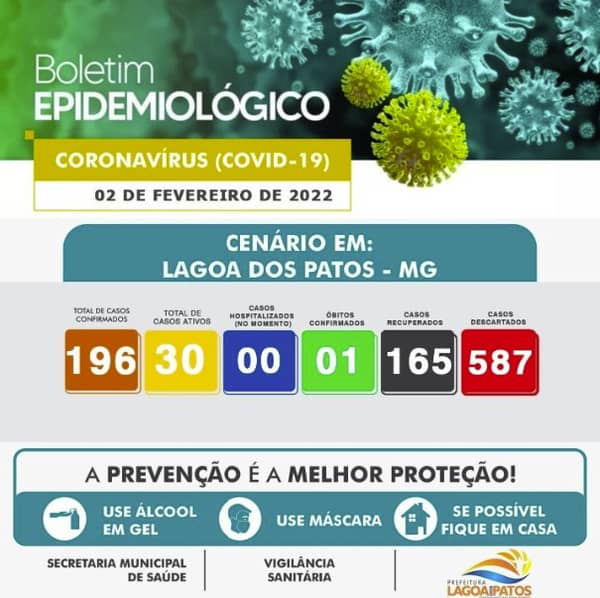 Boletim
EPIDEMIOLÓGICO
CORONAVÍRUS (COVID-19)
02 DE FEVEREIRO DE 2022
CENÁRIO EM:
LAGOA DOS PATOS - MG
TOTAL DE CASOS
CONFIRMADOS
196
TOTAL DE
CASOS ATIVOS
30
CASOS
HOSPITALIZADOS
(NO MOMENTO)
00
ÓBITOS
CONFIRMADOS
01
CASOS
RECUPERADOS
165
CASOS
DESCARTADOS
587
A PREVENÇÃO É A MELHOR PROTEÇÃO!
USE ÁLCOOL
EM GEL
USE MÁSCARA
SE POSSÍVEL
FIQUE EM CASA
SECRETARIA MUNICIPAL
DE SAÚDE
VIGILÂNCIA
SANITÁRIA
PREFEITURA
LAGOA DOS PATOS